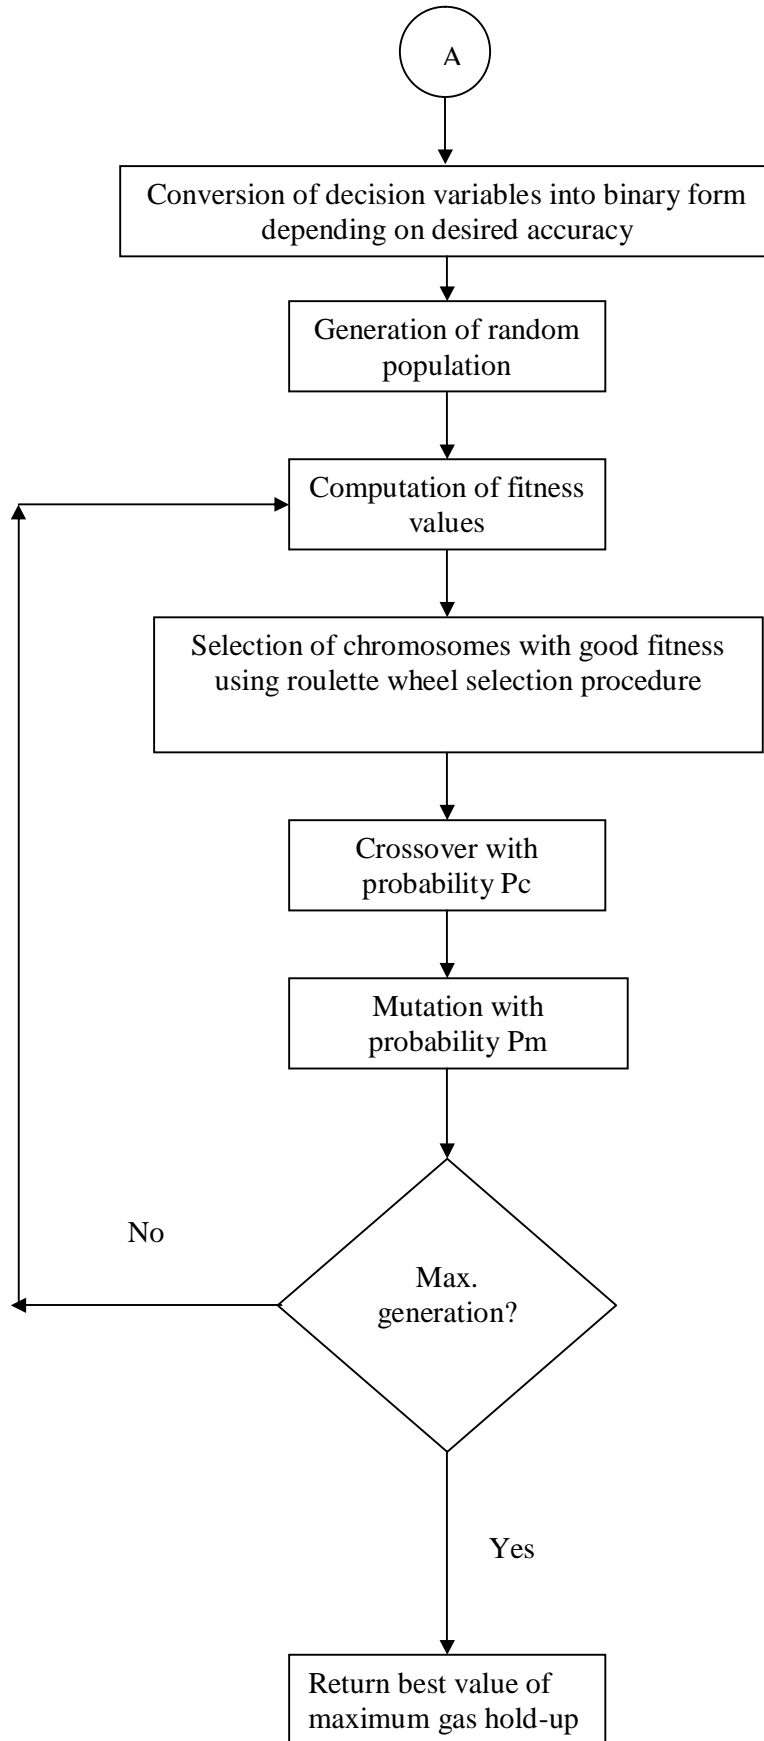 A
Conversion of decision variables into binary form
depending on desired accuracy
Generation of random
population
Computation of fitness
values
Selection of chromosomes with good fitness
using roulette wheel selection procedure
Crossover with
probability Pc
Mutation with
probability Pm
No
Max.
generation?
Yes
Return best value of
maximum gas hold-up